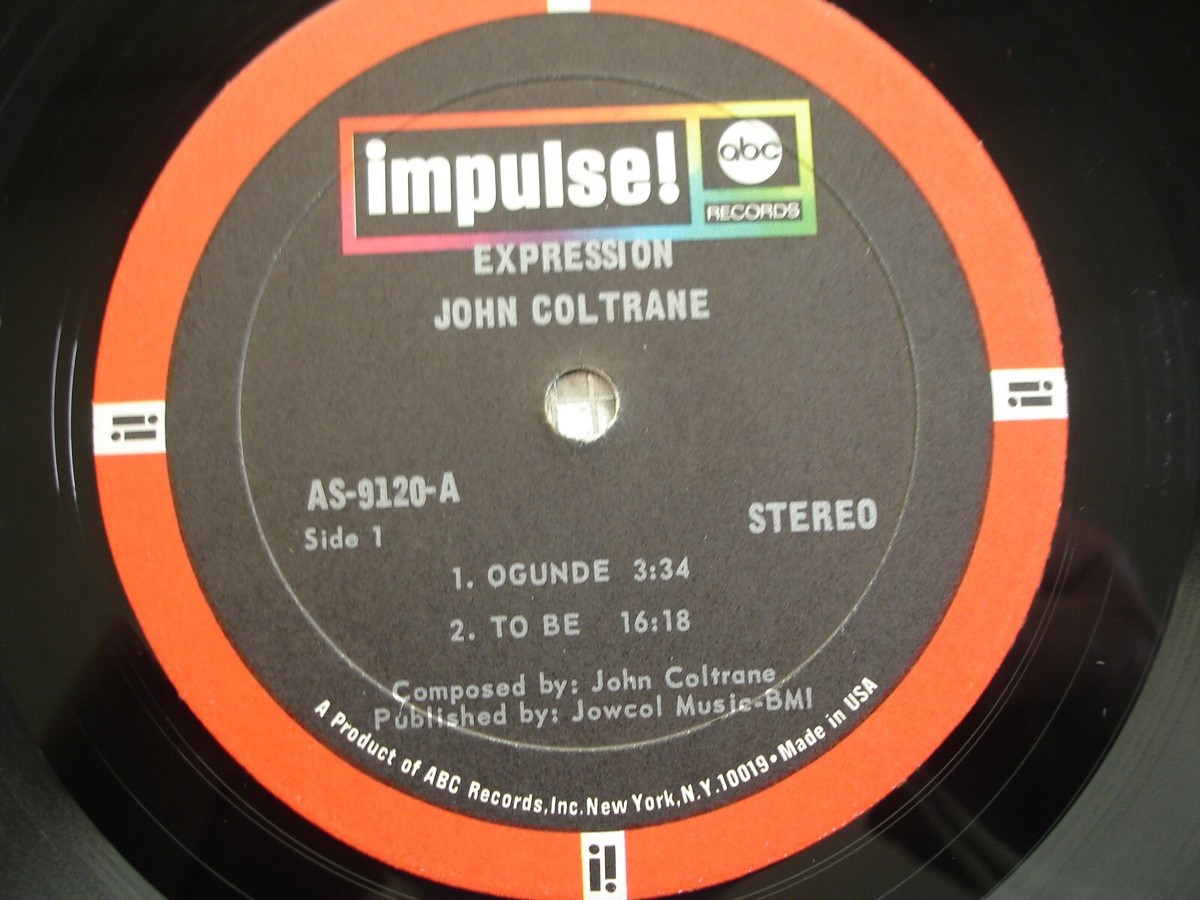 impulse!
abc
RECORDS
EXPRESSION
JOHN COLTRANE
AS-9120-A
STEREO
Side 1
1. OGUNDE 3:34
2. TO BE 16:18
Composed by: John Coltrane
Published by: Jowcol Music-BMI
A Product of ABC Records,Inc.New York,N.Y.10019•Made in USA
i!
i!
i!